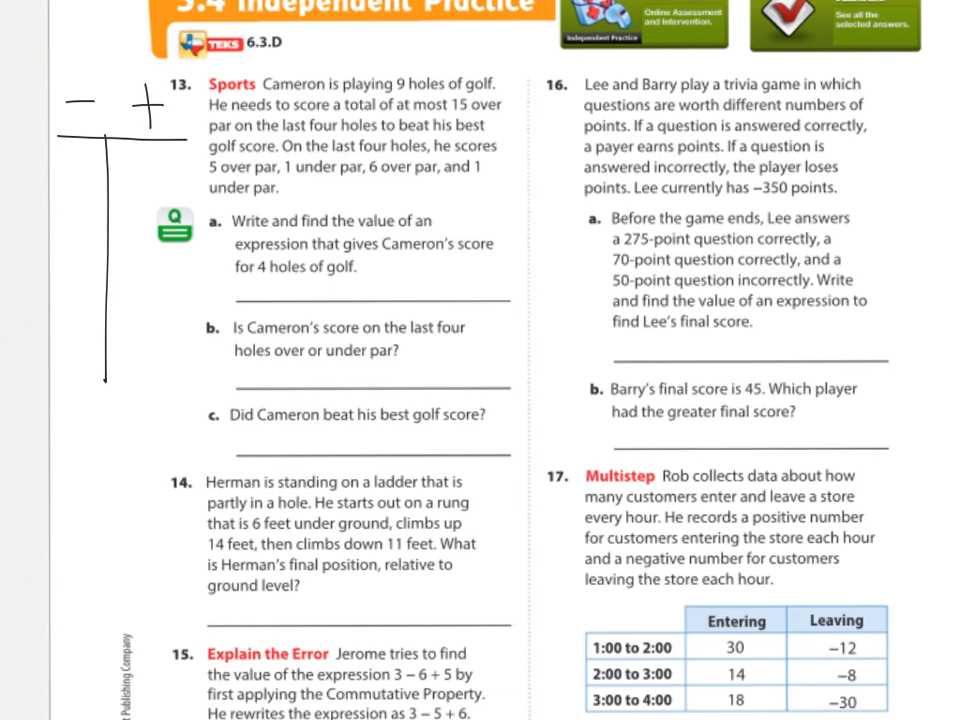 5.4 Independent Practice
Online Assessment
and Intervention.
Independent Practice
See all the
selected answers.
TEKS 6.3.D
− +
13. Sports Cameron is playing 9 holes of golf.
He needs to score a total of at most 15 over
par on the last four holes to beat his best
golf score. On the last four holes, he scores
5 over par, 1 under par, 6 over par, and 1
under par.
Q
a. Write and find the value of an
expression that gives Cameron's score
for 4 holes of golf.
b. Is Cameron's score on the last four
holes over or under par?
c. Did Cameron beat his best golf score?
14. Herman is standing on a ladder that is
partly in a hole. He starts out on a rung
that is 6 feet under ground, climbs up
14 feet, then climbs down 11 feet. What
is Herman's final position, relative to
ground level?
15. Explain the Error Jerome tries to find
the value of the expression 3 − 6 + 5 by
first applying the Commutative Property.
He rewrites the expression as 3 − 5 + 6.
16. Lee and Barry play a trivia game in which
questions are worth different numbers of
points. If a question is answered correctly,
a payer earns points. If a question is
answered incorrectly, the player loses
points. Lee currently has −350 points.
a. Before the game ends, Lee answers
a 275-point question correctly, a
70-point question correctly, and a
50-point question incorrectly. Write
and find the value of an expression to
find Lee's final score.
b. Barry's final score is 45. Which player
had the greater final score?
17. Multistep Rob collects data about how
many customers enter and leave a store
every hour. He records a positive number
for customers entering the store each hour
and a negative number for customers
leaving the store each hour.
Entering Leaving
1:00 to 2:00 30 −12
2:00 to 3:00 14 −8
3:00 to 4:00 18 −30
Publishing Company